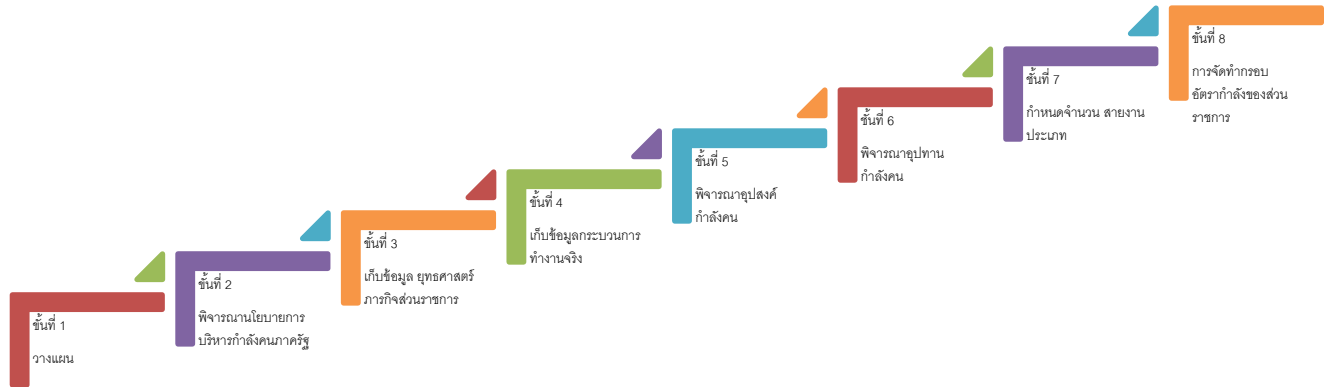 ขั้นที่ 1
วางแผน
ขั้นที่ 2
พิจารณานโยบายการ
บริหารกำลังคนภาครัฐ
ขั้นที่ 3
เก็บข้อมูล ยุทธศาสตร์
ภารกิจส่วนราชการ
ขั้นที่ 4
เก็บข้อมูลกระบวนการ
ทำงานจริง
ขั้นที่ 5
พิจารณาอุปสงค์
กำลังคน
ขั้นที่ 6
พิจารณาอุปทาน
กำลังคน
ขั้นที่ 7
กำหนดจำนวน สายงาน
ประเภท
ขั้นที่ 8
การจัดทำกรอบ
อัตรากำลังของส่วน
ราชการ